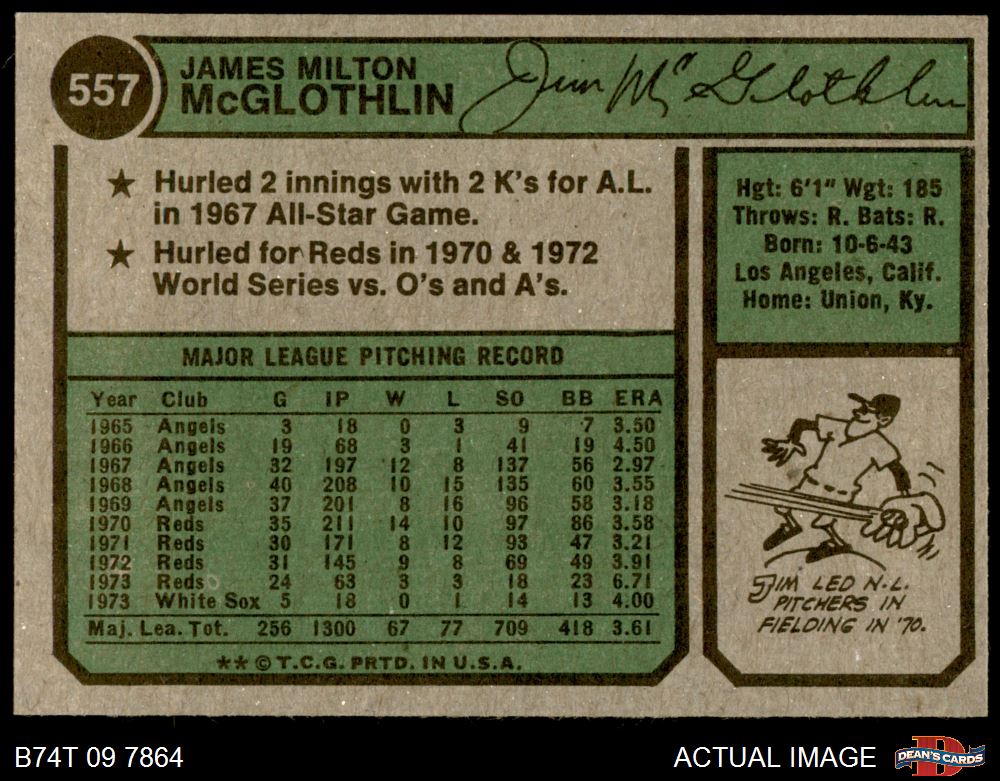 557
JAMES MILTON
McGLOTHLIN
Jim McGlothlin
★ Hurled 2 innings with 2 K's for A.L.
in 1967 All-Star Game.
★ Hurled for Reds in 1970 & 1972
World Series vs. O's and A's.
Hgt: 6'1" Wgt: 185
Throws: R. Bats: R.
Born: 10-6-43
Los Angeles, Calif.
Home: Union, Ky.
MAJOR LEAGUE PITCHING RECORD
Year Club G IP W L SO BB ERA
1965 Angels 3 18 0 3 9 7 3.50
1966 Angels 19 68 3 1 41 19 4.50
1967 Angels 32 197 12 8 137 56 2.97
1968 Angels 40 208 10 15 135 60 3.55
1969 Angels 37 201 8 16 96 58 3.18
1970 Reds 35 211 14 10 97 86 3.58
1971 Reds 30 171 8 12 93 47 3.21
1972 Reds 31 145 9 8 69 49 3.91
1973 Reds 24 63 3 3 18 23 6.71
1973 White Sox 5 18 0 1 14 13 4.00
Maj. Lea. Tot. 256 1300 67 77 709 418 3.61
** © T.C.G. PRTD. IN U.S.A.
JIM LED N.L.
PITCHERS IN
FIELDING IN '70.
B74T 09 7864
ACTUAL IMAGE
D
DEAN'S CARDS